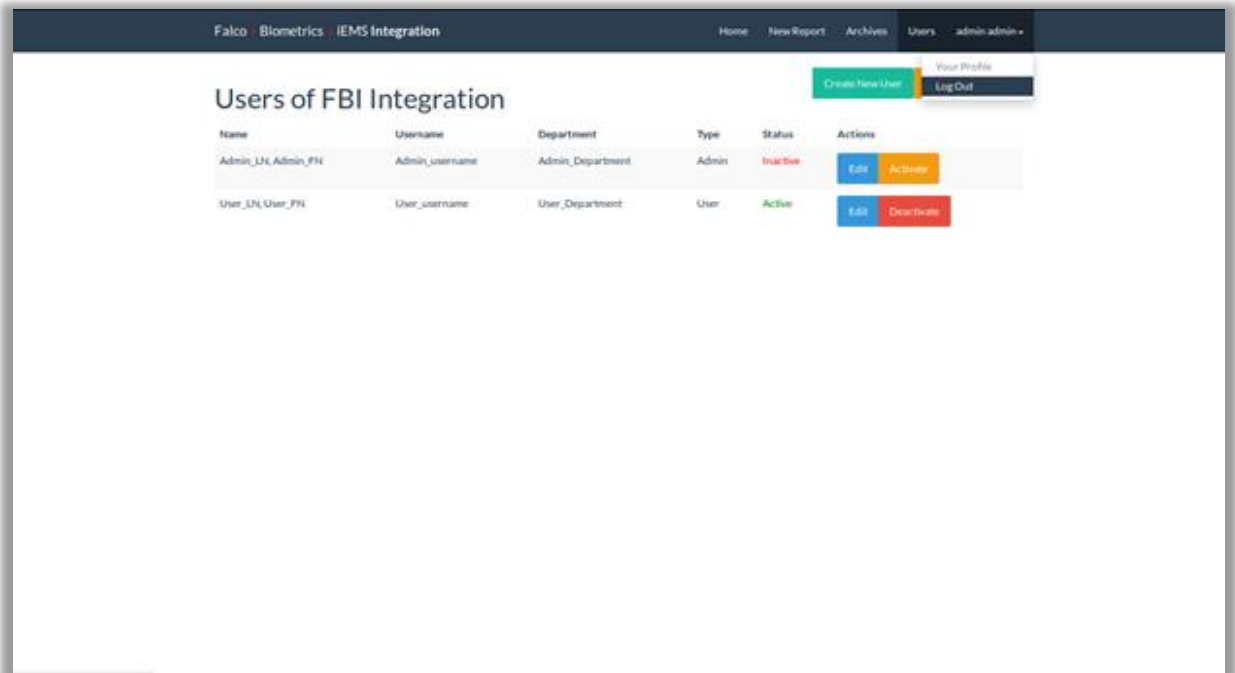 Falco Biometrics iEMS Integration Home New Report Archives Users admin admin
Your Profile
Create New User Log Out
Users of FBI Integration
Name Username Department Type Status Actions
Admin_LN, Admin_FN Admin_username Admin_Department Admin Inactive Edit Activate
User_LN, User_FN User_username User_Department User Active Edit Deactivate